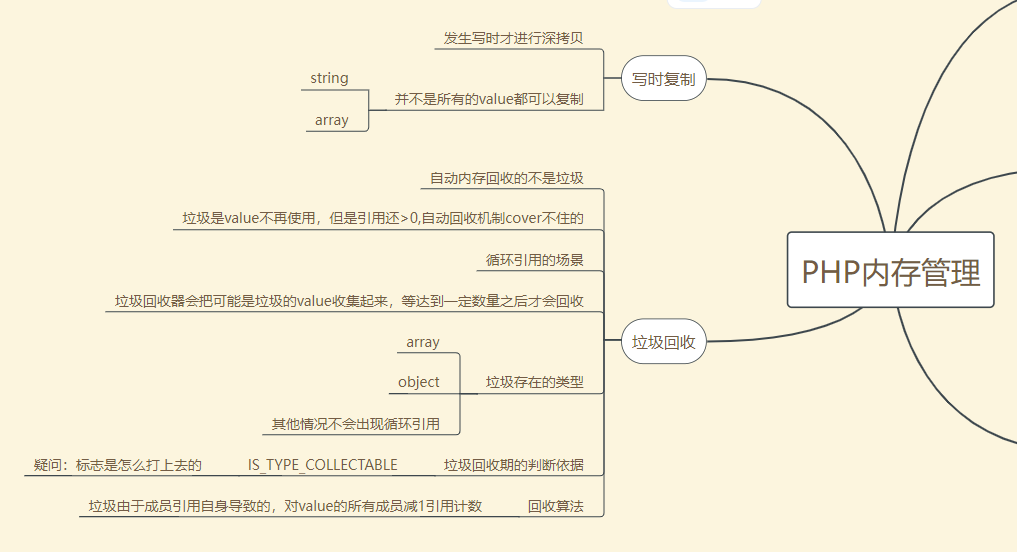 发生写时才进行深拷贝
string
array
并不是所有的value都可以复制
写时复制
自动内存回收的不是垃圾
垃圾是value不再使用，但是引用还>0,自动回收机制cover不住的
循环引用的场景
垃圾回收器会把可能是垃圾的value收集起来，等达到一定数量之后才会回收
array
object
其他情况不会出现循环引用
垃圾存在的类型
垃圾回收
疑问：标志是怎么打上去的
IS_TYPE_COLLECTABLE
垃圾回收期的判断依据
垃圾由于成员引用自身导致的，对value的所有成员减1引用计数
回收算法
PHP内存管理